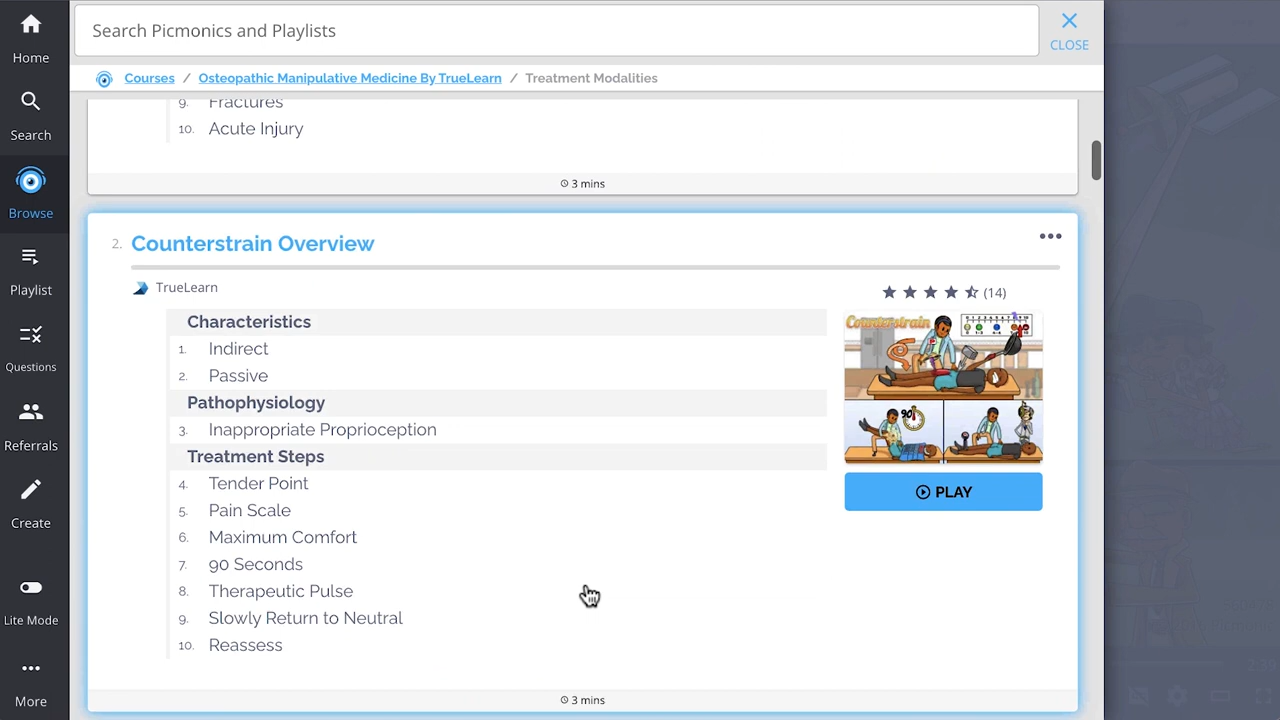 Search Picmonics and Playlists
CLOSE
Home
Search
Browse
Playlist
Questions
Referrals
Create
Lite Mode
More
Courses / Osteopathic Manipulative Medicine By TrueLearn / Treatment Modalities
9. Fractures
10. Acute Injury
3 mins
2. Counterstrain Overview
TrueLearn
(14)
Characteristics
1. Indirect
2. Passive
Pathophysiology
3. Inappropriate Proprioception
Treatment Steps
4. Tender Point
5. Pain Scale
6. Maximum Comfort
7. 90 Seconds
8. Therapeutic Pulse
9. Slowly Return to Neutral
10. Reassess
Counterstrain
90
PLAY
3 mins